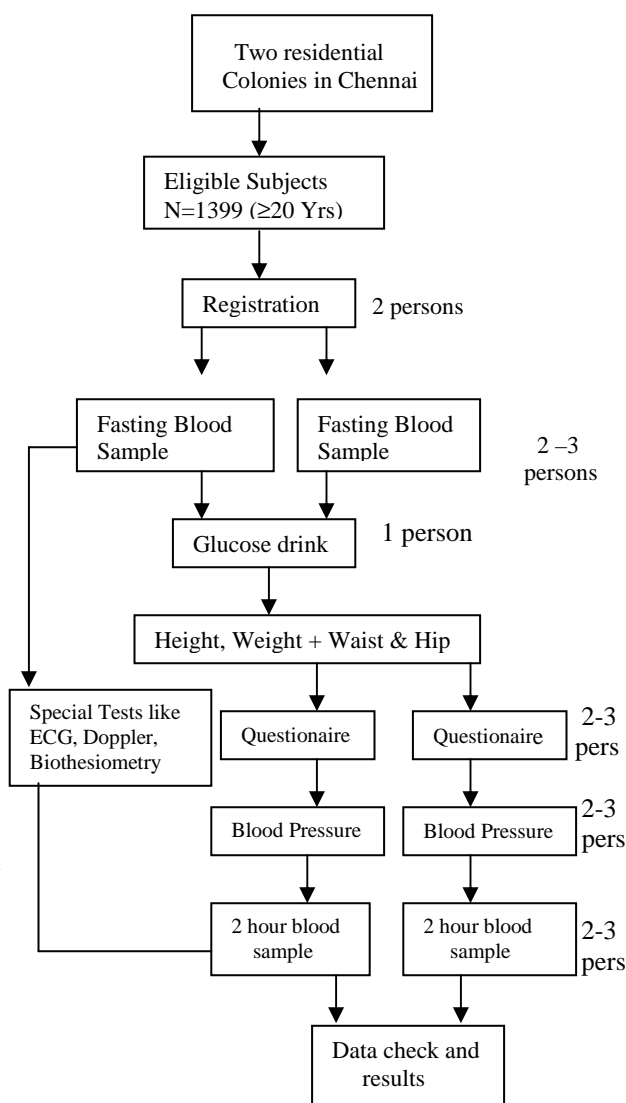 Two residential
Colonies in Chennai
Eligible Subjects
N=1399 (≥20 Yrs)
Registration
2 persons
Fasting Blood
Sample
Fasting Blood
Sample
2 –3
persons
Glucose drink
1 person
Height, Weight + Waist & Hip
Special Tests like
ECG, Doppler,
Biothesiometry
Questionaire
Questionaire
2-3
pers
Blood Pressure
Blood Pressure
2-3
pers
2 hour blood
sample
2 hour blood
sample
2-3
pers
Data check and
results